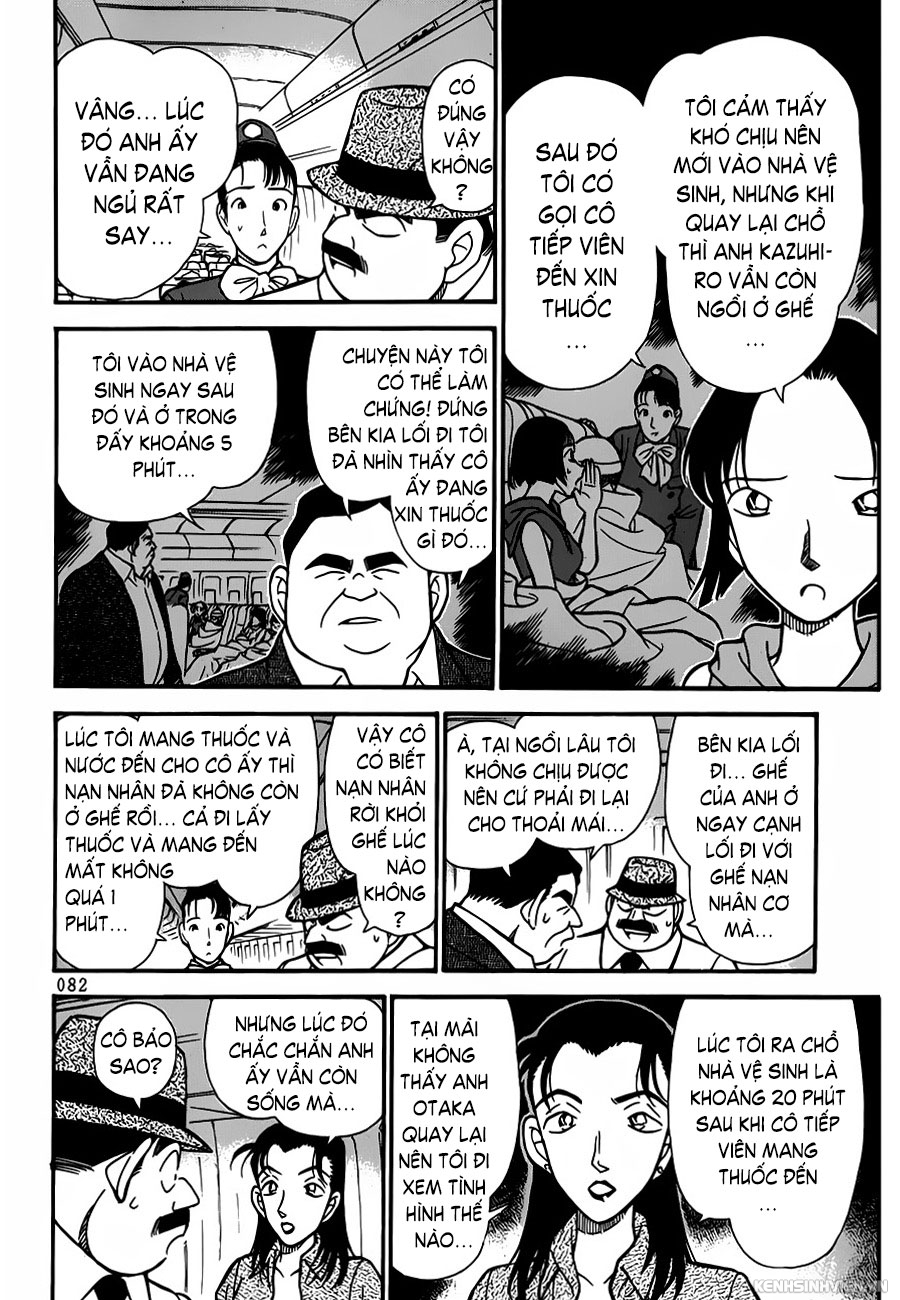 TÔI CẢM THẤY
KHÓ CHỊU NÊN
MỚI VÀO NHÀ VỆ
SINH, NHƯNG KHI
QUAY LẠI CHỔ
THÌ ANH KAZUHI-
RO VẪN CÒN
NGỒI Ở GHẾ
...
SAU ĐÓ
TÔI CÓ
GỌI CÔ
TIẾP VIÊN
ĐẾN XIN
THUỐC
...
CÓ
ĐÚNG
VẬY
KHÔNG
?
VÂNG... LÚC
ĐÓ ANH ẤY
VẪN ĐANG
NGỦ RẤT
SAY...
CHUYỆN NÀY TÔI
CÓ THỂ LÀM
CHỨNG! ĐỨNG
BÊN KIA LỐI ĐI TÔI
ĐÃ NHÌN THẤY CÔ
ẤY ĐANG
XIN THUỐC
GÌ ĐÓ...
TÔI VÀO NHÀ VỆ
SINH NGAY SAU
ĐÓ VÀ Ở TRONG
ĐẤY KHOẢNG 5
PHÚT...
BÊN KIA LỐI
ĐI... GHẾ
CỦA ANH Ở
NGAY CẠNH
LỐI ĐI VỚI
GHẾ NẠN
NHÂN CƠ
MÀ...
À, TẠI NGỒI LÂU TÔI
KHÔNG CHỊU ĐƯỢC
NÊN CỨ PHẢI ĐI LẠI
CHO THOẢI MÁI...
VẬY CÔ
CÓ BIẾT
NẠN NHÂN
RỜI KHỎI
GHẾ LÚC
NÀO
KHÔNG
?
LÚC TÔI MANG THUỐC VÀ
NƯỚC ĐẾN CHO CÔ ẤY THÌ
NẠN NHÂN ĐÃ KHÔNG CÒN
Ở GHẾ RỒI... CẢ ĐI LẤY
THUỐC VÀ MANG ĐẾN
MẤT KHÔNG
QUÁ 1
PHÚT...
082
LÚC TÔI RA CHỔ
NHÀ VỆ SINH LÀ
KHOẢNG 20 PHÚT
SAU KHI CÔ TIẾP
VIÊN MANG
THUỐC ĐẾN
...
TẠI MÃI
KHÔNG
THẤY ANH
OTAKA
QUAY LẠI
NÊN TÔI ĐI
XEM TÌNH
HÌNH THẾ
NÀO...
NHƯNG LÚC ĐÓ
CHẮC CHẮN ANH
ẤY VẪN CÒN
SỐNG MÀ...
CÔ BẢO
SAO?
KENHSINHVIEN.VN